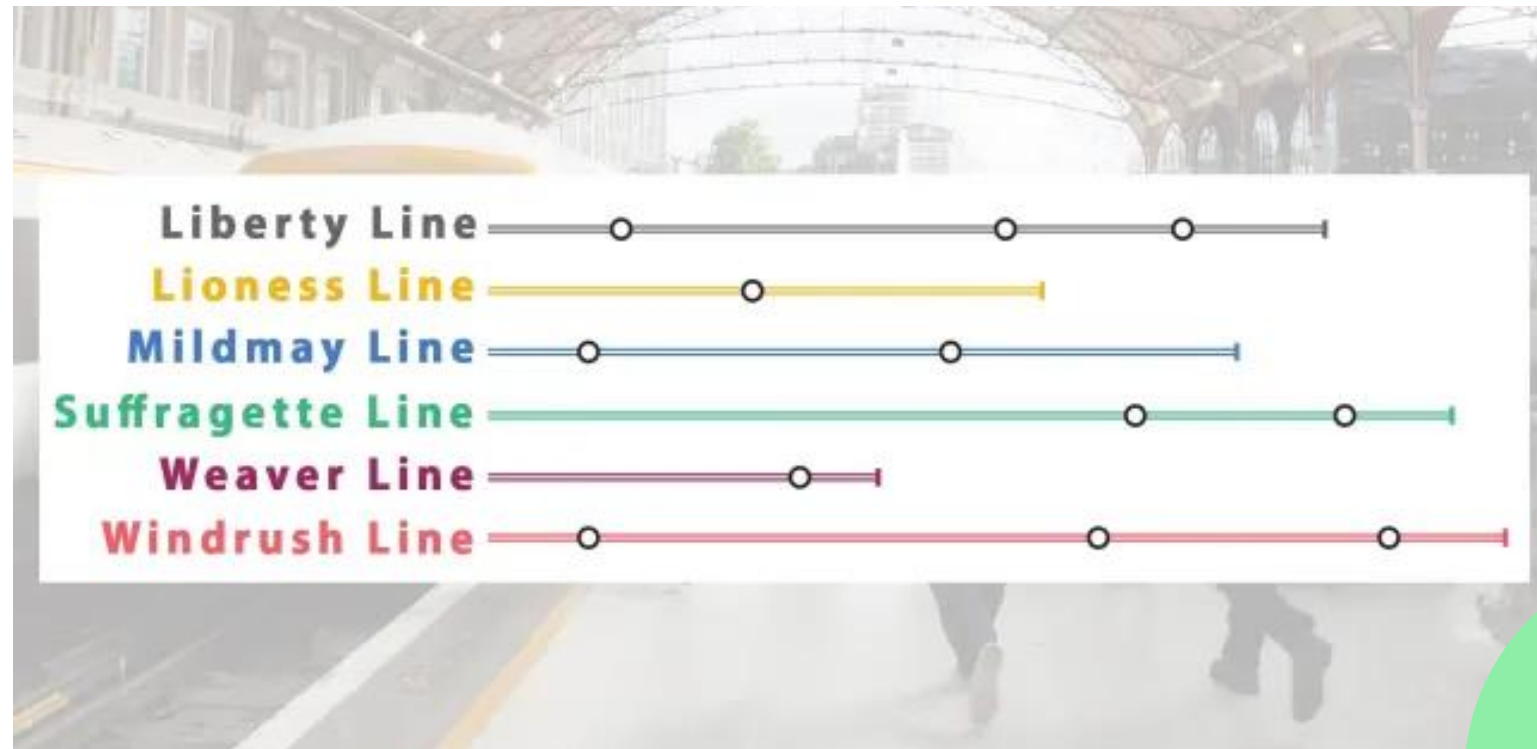 Liberty Line
Lioness Line
Mildmay Line
Suffragette Line
Weaver Line
Windrush Line